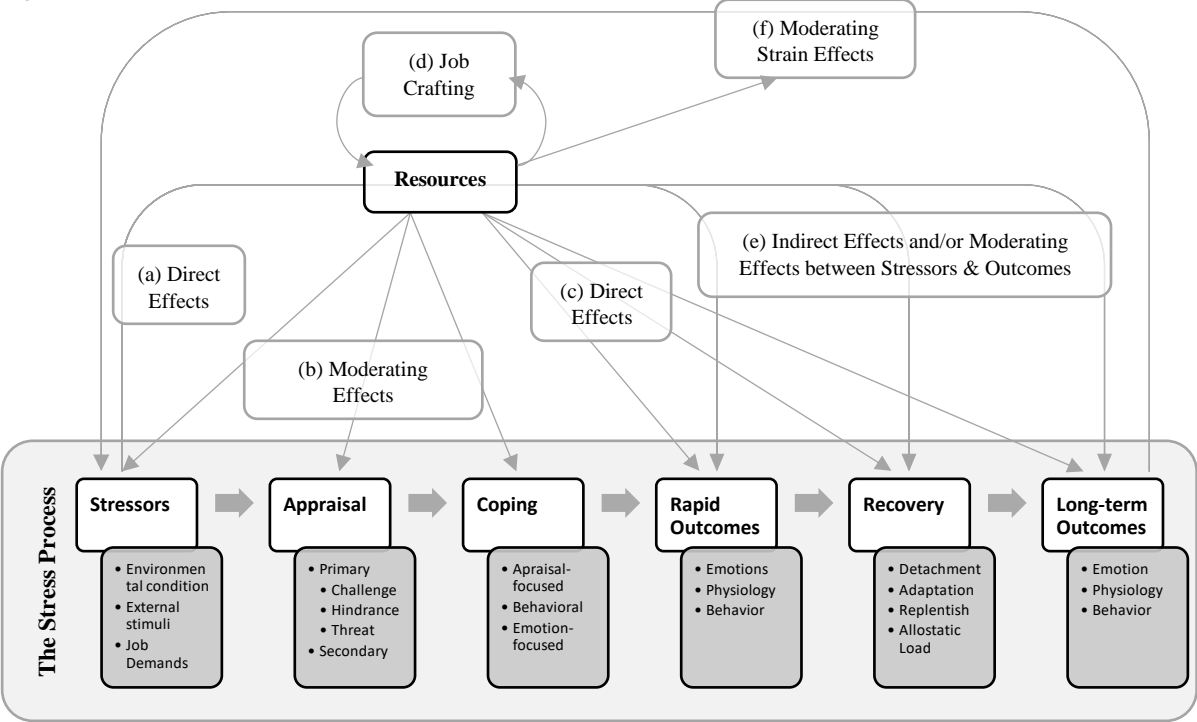 (f) Moderating
Strain Effects
(d) Job
Crafting
Resources
(e) Indirect Effects and/or Moderating
Effects between Stressors & Outcomes
(a) Direct
Effects
(c) Direct
Effects
(b) Moderating
Effects
The Stress Process
Stressors
• Environmen
tal condition
• External
stimuli
• Job
Demands
Appraisal
• Primary
• Challenge
• Hindrance
• Threat
• Secondary
Coping
• Appraisal-
focused
• Behavioral
• Emotion-
focused
Rapid
Outcomes
• Emotions
• Physiology
• Behavior
Recovery
• Detachment
• Adaptation
• Replentish
• Allostatic
Load
Long-term
Outcomes
• Emotion
• Physiology
• Behavior